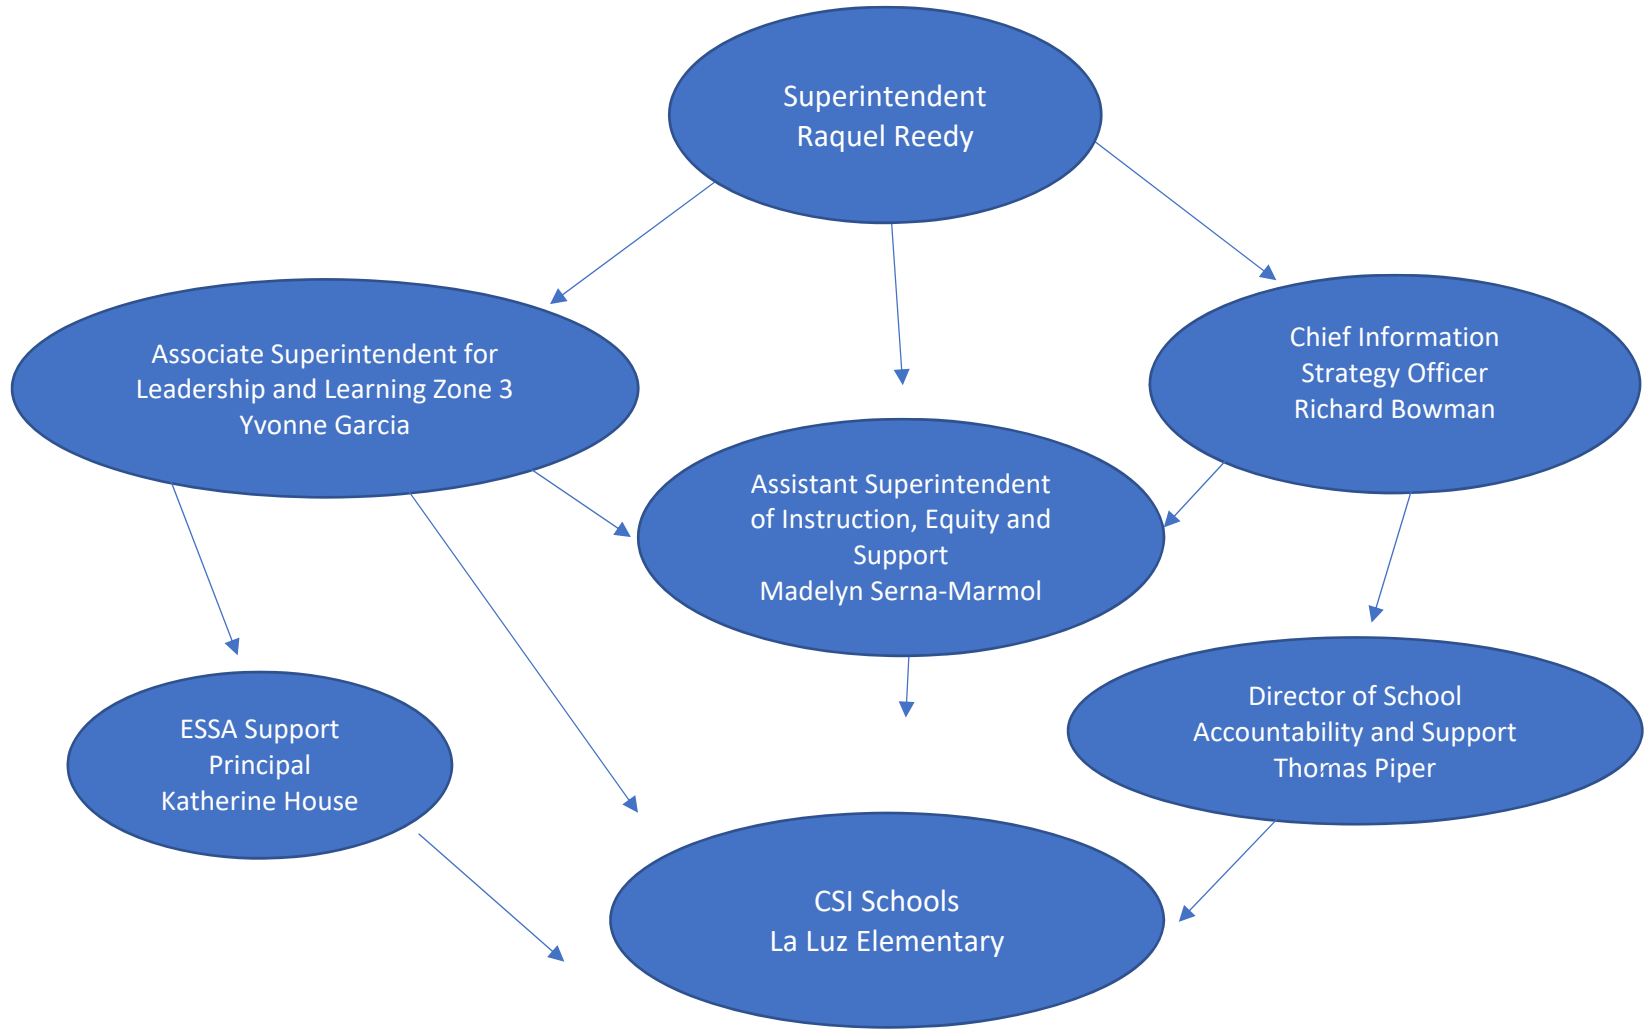 Superintendent
Raquel Reedy
Associate Superintendent for
Leadership and Learning Zone 3
Yvonne Garcia
Chief Information
Strategy Officer
Richard Bowman
Assistant Superintendent
of Instruction, Equity and
Support
Madelyn Serna-Marmol
ESSA Support
Principal
Katherine House
Director of School
Accountability and Support
Thomas Piper
CSI Schools
La Luz Elementary